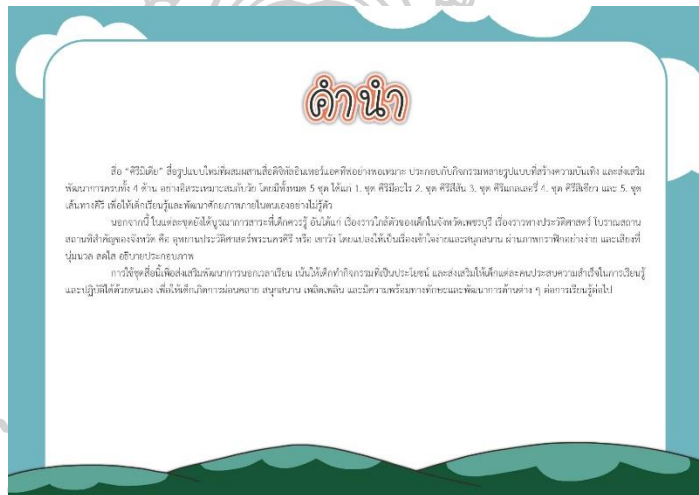 คำนำ
สื่อ "คีรีมีเดีย" สื่อรูปแบบใหม่ที่ผสมผสานสื่อดิจิทัลอินเทอร์แอคทีฟอย่างพอเหมาะ ประกอบกับกิจกรรมหลายรูปแบบที่สร้างความบันเทิง และส่งเสริม
พัฒนาการครบทั้ง 4 ด้าน อย่างอิสระเหมาะสมกับวัย โดยมีทั้งหมด 5 ชุด ได้แก่ 1. ชุด คีรีมีอะไร 2. ชุด คีรีสีสัน 3. ชุด คีรีแกลเลอรี่ 4. ชุด คีรีสีเขียว และ 5. ชุด
เส้นทางคีรี เพื่อให้เด็กเรียนรู้และพัฒนาศักยภาพภายในตนเองอย่างไม่รู้ตัว
นอกจากนี้ ในแต่ละชุดยังได้บูรณาการสาระที่เด็กควรรู้ อันได้แก่ เรื่องราวใกล้ตัวของเด็กในจังหวัดเพชรบุรี เรื่องราวทางประวัติศาสตร์ โบราณสถาน
สถานที่สำคัญของจังหวัด คือ อุทยานประวัติศาสตร์พระนครคีรี หรือ เขาวัง โดยแปลงให้เป็นเรื่องเข้าใจง่ายและสนุกสนาน ผ่านภาพกราฟิกอย่างง่าย และเสียงที่
นุ่มนวล สดใส อธิบายประกอบภาพ
การใช้ชุดสื่อนี้เพื่อส่งเสริมพัฒนาการนอกเวลาเรียน เน้นให้เด็กทำกิจกรรมที่เป็นประโยชน์ และส่งเสริมให้เด็กแต่ละคนประสบความสำเร็จในการเรียนรู้
และปฏิบัติได้ด้วยตนเอง เพื่อให้เด็กเกิดการผ่อนคลาย สนุกสนาน เพลิดเพลิน และมีความพร้อมทางทักษะและพัฒนาการด้านต่าง ๆ ต่อการเรียนรู้ต่อไป